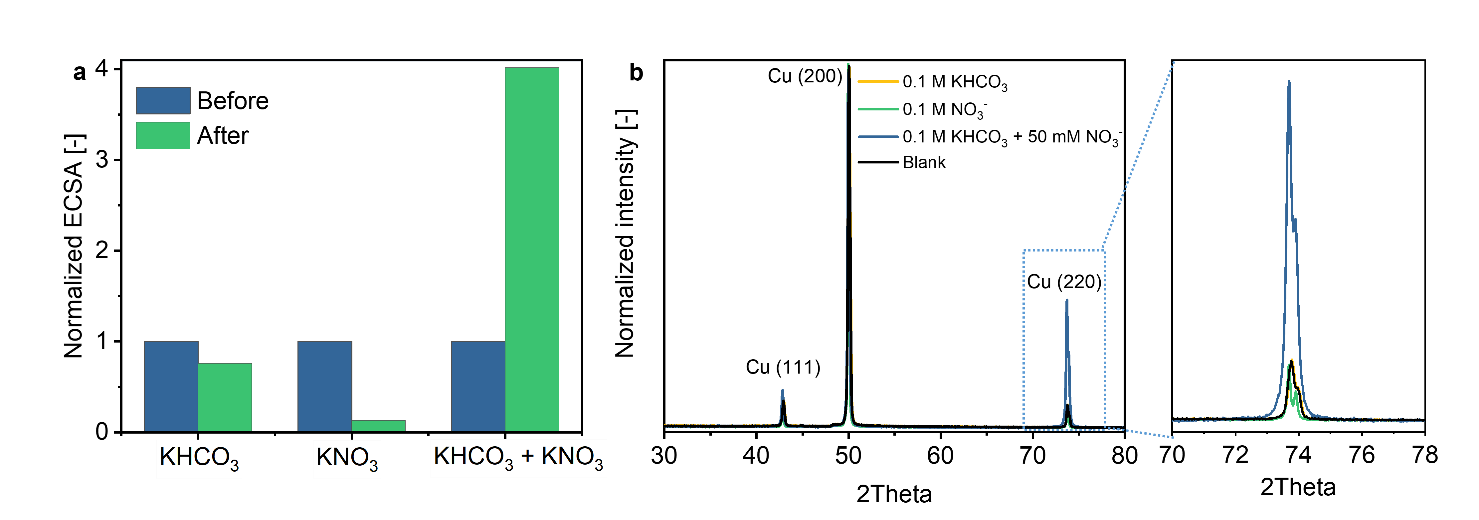 a
Normalized ECSA [-]
4
3
2
1
0
Before
After
KHCO₃
KNO₃
KHCO₃ + KNO₃
b
Normalized intensity [-]
Cu (200)
0.1 M KHCO₃
0.1 M NO₃⁻
0.1 M KHCO₃ + 50 mM NO₃⁻
Blank
Cu (220)
Cu (111)
30 40 50 60 70 80
2Theta
70 72 74 76 78
2Theta